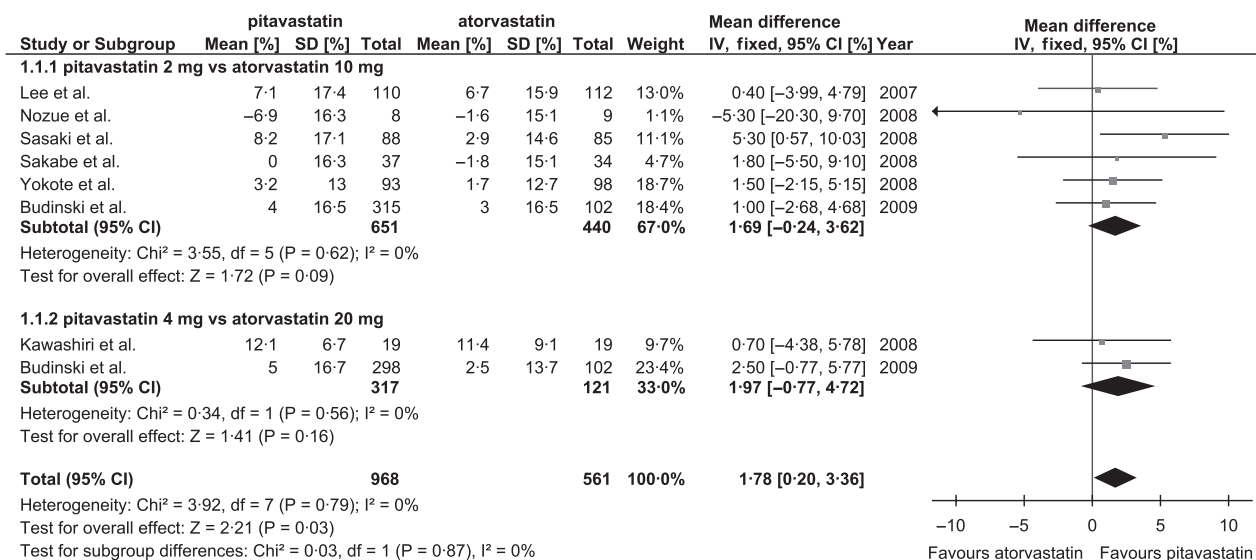 pitavastatin atorvastatin Mean difference Mean difference
Study or Subgroup Mean [%] SD [%] Total Mean [%] SD [%] Total Weight IV, fixed, 95% CI [%] Year IV, fixed, 95% CI [%]
1.1.1 pitavastatin 2 mg vs atorvastatin 10 mg
Lee et al. 7·1 17·4 110 6·7 15·9 112 13·0% 0·40 [−3·99, 4·79] 2007
Nozue et al. −6·9 16·3 8 −1·6 15·1 9 1·1% −5·30 [−20·30, 9·70] 2008
Sasaki et al. 8·2 17·1 88 2·9 14·6 85 11·1% 5·30 [0·57, 10·03] 2008
Sakabe et al. 0 16·3 37 −1·8 15·1 34 4·7% 1·80 [−5·50, 9·10] 2008
Yokote et al. 3·2 13 93 1·7 12·7 98 18·7% 1·50 [−2·15, 5·15] 2008
Budinski et al. 4 16·5 315 3 16·5 102 18·4% 1·00 [−2·68, 4·68] 2009
Subtotal (95% CI) 651 440 67·0% 1·69 [−0·24, 3·62]
Heterogeneity: Chi² = 3·55, df = 5 (P = 0·62); I² = 0%
Test for overall effect: Z = 1·72 (P = 0·09)
1.1.2 pitavastatin 4 mg vs atorvastatin 20 mg
Kawashiri et al. 12·1 6·7 19 11·4 9·1 19 9·7% 0·70 [−4·38, 5·78] 2008
Budinski et al. 5 16·7 298 2·5 13·7 102 23·4% 2·50 [−0·77, 5·77] 2009
Subtotal (95% CI) 317 121 33·0% 1·97 [−0·77, 4·72]
Heterogeneity: Chi² = 0·34, df = 1 (P = 0·56); I² = 0%
Test for overall effect: Z = 1·41 (P = 0·16)
Total (95% CI) 968 561 100·0% 1·78 [0·20, 3·36]
Heterogeneity: Chi² = 3·92, df = 7 (P = 0·79); I² = 0%
Test for overall effect: Z = 2·21 (P = 0·03)
Test for subgroup differences: Chi² = 0·03, df = 1 (P = 0·87), I² = 0%
−10 −5 0 5 10
Favours atorvastatin Favours pitavastatin